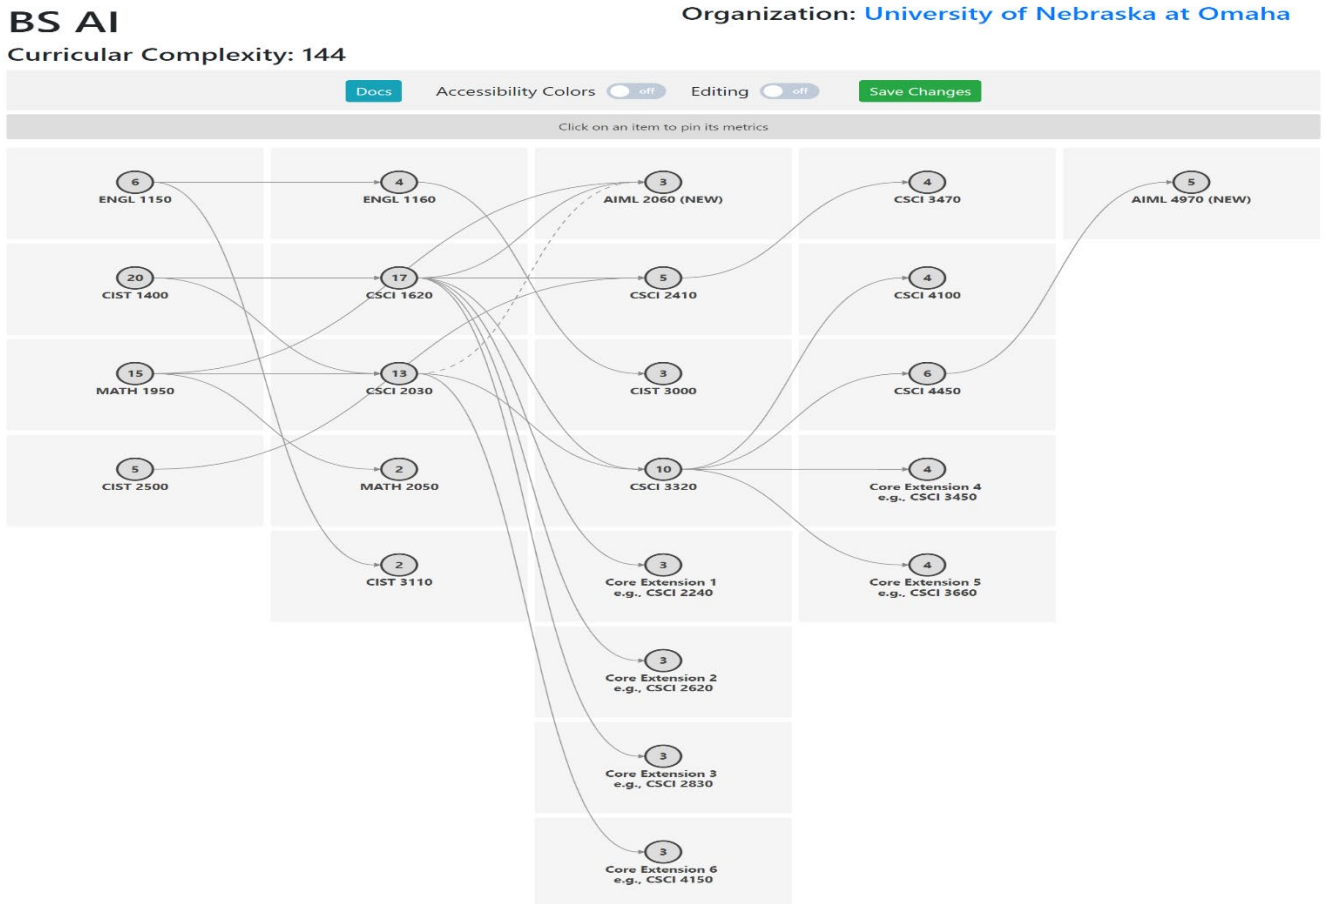 BS AI
Organization: University of Nebraska at Omaha
Curricular Complexity: 144
Docs
Accessibility Colors off
Editing off
Save Changes
Click on an item to pin its metrics
6
ENGL 1150
4
ENGL 1160
3
AIML 2060 (NEW)
4
CSCI 3470
5
AIML 4970 (NEW)
20
CIST 1400
17
CSCI 1620
5
CSCI 2410
4
CSCI 4100
15
MATH 1950
13
CSCI 2030
3
CIST 3000
6
CSCI 4450
5
CIST 2500
2
MATH 2050
10
CSCI 3320
4
Core Extension 4
e.g., CSCI 3450
2
CIST 3110
3
Core Extension 1
e.g., CSCI 2240
4
Core Extension 5
e.g., CSCI 3660
3
Core Extension 2
e.g., CSCI 2620
3
Core Extension 3
e.g., CSCI 2830
3
Core Extension 6
e.g., CSCI 4150